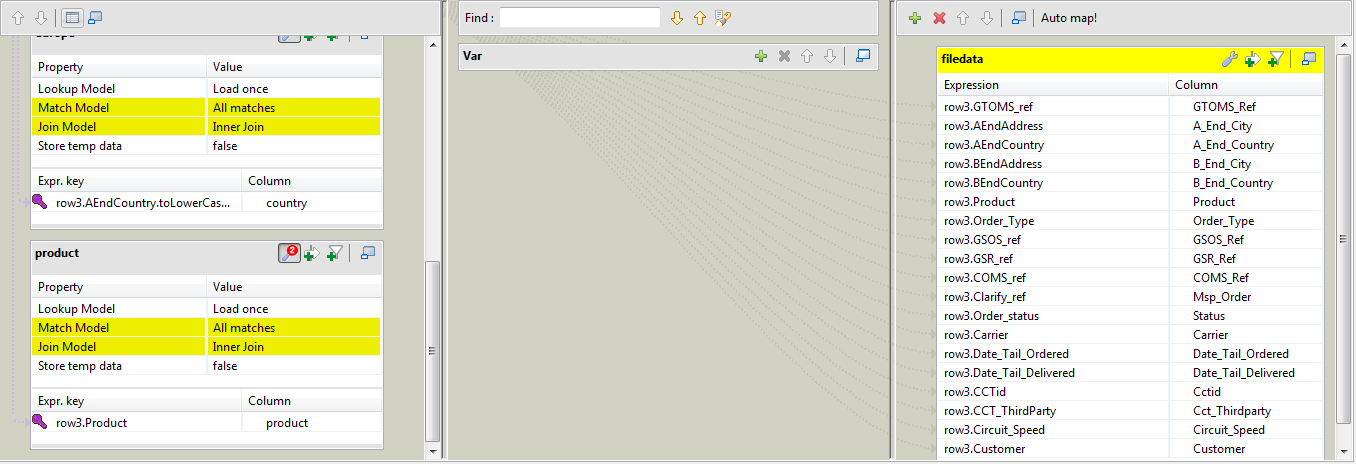 Property Value
Lookup Model Load once
Match Model All matches
Join Model Inner Join
Store temp data false
Expr. key Column
row3.AEndCountry.toLowerCas... country
product 2
Property Value
Lookup Model Load once
Match Model All matches
Join Model Inner Join
Store temp data false
Expr. key Column
row3.Product product
Find :
Var
Auto map!
filedata
Expression Column
row3.GTOMS_ref GTOMS_Ref
row3.AEndAddress A_End_City
row3.AEndCountry A_End_Country
row3.BEndAddress B_End_City
row3.BEndCountry B_End_Country
row3.Product Product
row3.Order_Type Order_Type
row3.GSOS_ref GSOS_Ref
row3.GSR_ref GSR_Ref
row3.COMS_ref COMS_Ref
row3.Clarify_ref Msp_Order
row3.Order_status Status
row3.Carrier Carrier
row3.Date_Tail_Ordered Date_Tail_Ordered
row3.Date_Tail_Delivered Date_Tail_Delivered
row3.CCTid Cctid
row3.CCT_ThirdParty Cct_Thirdparty
row3.Circuit_Speed Circuit_Speed
row3.Customer Customer